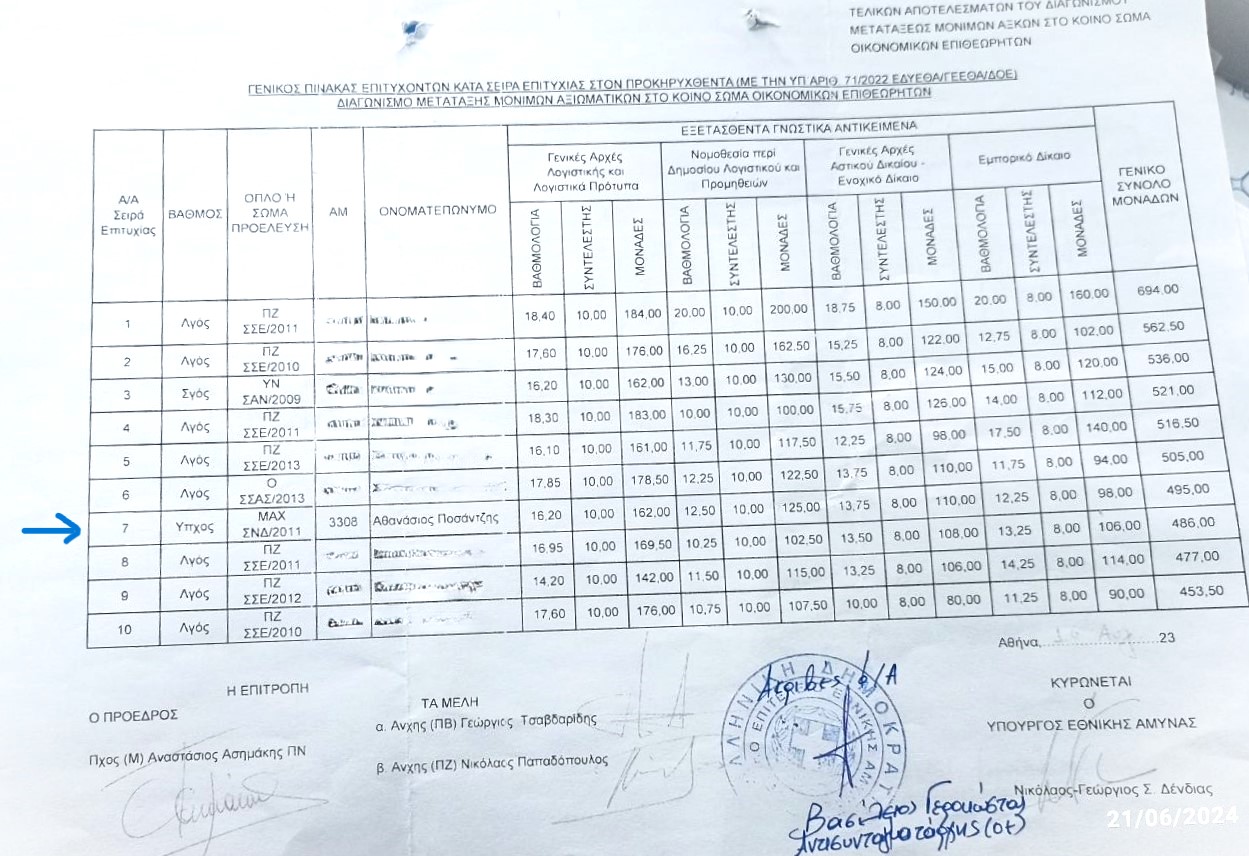 ΤΕΛΙΚΩΝ ΑΠΟΤΕΛΕΣΜΑΤΩΝ ΤΟΥ ΔΙΑΓΩΝΙΣΜΟΥ
ΜΕΤΑΤΑΞΕΩΣ ΜΟΝΙΜΩΝ ΑΞΚΩΝ ΣΤΟ ΚΟΙΝΟ ΣΩΜΑ
ΟΙΚΟΝΟΜΙΚΩΝ ΕΠΙΘΕΩΡΗΤΩΝ
ΓΕΝΙΚΟΣ ΠΙΝΑΚΑΣ ΕΠΙΤΥΧΟΝΤΩΝ ΚΑΤΑ ΣΕΙΡΑ ΕΠΙΤΥΧΙΑΣ ΣΤΟΝ ΠΡΟΚΗΡΥΧΘΕΝΤΑ (ΜΕ ΤΗΝ ΥΠ ΑΡΙΘ. 71/2022 ΕΔΥΕΘΑ/ΓΕΕΘΑ/ΔΟΕ)
ΔΙΑΓΩΝΙΣΜΟ ΜΕΤΑΤΑΞΗΣ ΜΟΝΙΜΩΝ ΑΞΙΩΜΑΤΙΚΩΝ ΣΤΟ ΚΟΙΝΟ ΣΩΜΑ ΟΙΚΟΝΟΜΙΚΩΝ ΕΠΙΘΕΩΡΗΤΩΝ
ΕΞΕΤΑΣΘΕΝΤΑ ΓΝΩΣΤΙΚΑ ΑΝΤΙΚΕΙΜΕΝΑ
Α/Α Σειρά Επιτυχίας ΒΑΘΜΟΣ ΟΠΛΟ Ή ΣΩΜΑ ΠΡΟΕΛΕΥΣΗ ΑΜ ΟΝΟΜΑΤΕΠΩΝΥΜΟ Γενικές Αρχές Λογιστικής και Λογιστικά Πρότυπα Νομοθεσία περί Δημοσίου Λογιστικού και Προμηθειών Γενικές Αρχές Αστικού Δικαίου - Ενοχικό Δίκαιο Εμπορικό Δίκαιο ΓΕΝΙΚΟ ΣΥΝΟΛΟ ΜΟΝΑΔΩΝ
ΒΑΘΜΟΛΟΓΙΑ ΣΥΝΤΕΛΕΣΤΗΣ ΜΟΝΑΔΕΣ ΒΑΘΜΟΛΟΓΙΑ ΣΥΝΤΕΛΕΣΤΗΣ ΜΟΝΑΔΕΣ ΒΑΘΜΟΛΟΓΙΑ ΣΥΝΤΕΛΕΣΤΗΣ ΜΟΝΑΔΕΣ ΒΑΘΜΟΛΟΓΙΑ ΣΥΝΤΕΛΕΣΤΗΣ ΜΟΝΑΔΕΣ
1 Λγός ΠΖ ΣΣΕ/2011 18,40 10,00 184,00 20,00 10,00 200,00 18,75 8,00 150,00 20,00 8,00 160,00 694,00
2 Λγός ΠΖ ΣΣΕ/2010 17,60 10,00 176,00 16,25 10,00 162,50 15,25 8,00 122,00 12,75 8,00 102,00 562,50
3 Σγός ΥΝ ΣΑΝ/2009 16,20 10,00 162,00 13,00 10,00 130,00 15,50 8,00 124,00 15,00 8,00 120,00 536,00
4 Λγός ΠΖ ΣΣΕ/2011 18,30 10,00 183,00 10,00 10,00 100,00 15,75 8,00 126,00 14,00 8,00 112,00 521,00
5 Λγός ΠΖ ΣΣΕ/2013 16,10 10,00 161,00 11,75 10,00 117,50 12,25 8,00 98,00 17,50 8,00 140,00 516,50
6 Λγός Ο ΣΣΑΣ/2013 17,85 10,00 178,50 12,25 10,00 122,50 13,75 8,00 110,00 11,75 8,00 94,00 505,00
7 Υπχος ΜΑΧ ΣΝΔ/2011 3308 Αθανάσιος Ποσάντζης 16,20 10,00 162,00 12,50 10,00 125,00 13,75 8,00 110,00 12,25 8,00 98,00 495,00
8 Λγός ΠΖ ΣΣΕ/2011 16,95 10,00 169,50 10,25 10,00 102,50 13,50 8,00 108,00 13,25 8,00 106,00 486,00
9 Λγός ΠΖ ΣΣΕ/2012 14,20 10,00 142,00 11,50 10,00 115,00 13,25 8,00 106,00 14,25 8,00 114,00 477,00
10 Λγός ΠΖ ΣΣΕ/2010 17,60 10,00 176,00 10,75 10,00 107,50 10,00 8,00 80,00 11,25 8,00 90,00 453,50
Αθήνα, 23
Η ΕΠΙΤΡΟΠΗ
Ο ΠΡΟΕΔΡΟΣ
Πχος (Μ) Αναστάσιος Ασημάκης ΠΝ
ΤΑ ΜΕΛΗ
α. Ανχης (ΠΒ) Γεώργιος Τσαβδαρίδης
β. Ανχης (ΠΖ) Νικόλαος Παπαδόπουλος
Ακριβές α/Α
Βασίλειος Γερακώστας
Αντισυνταγματάρχης (οτ)
ΚΥΡΩΝΕΤΑΙ
Ο
ΥΠΟΥΡΓΟΣ ΕΘΝΙΚΗΣ ΑΜΥΝΑΣ
Νικόλαος-Γεώργιος Σ. Δένδιας
21/06/2024